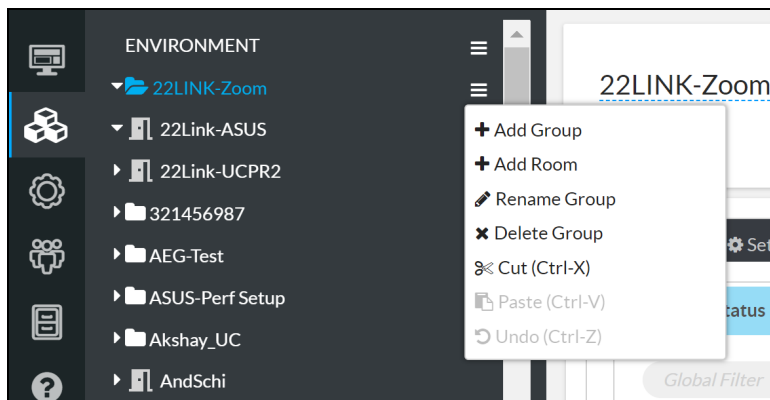 ENVIRONMENT
22LINK-Zoom
22Link-ASUS
22Link-UCPR2
321456987
AEG-Test
ASUS-Perf Setup
Akshay_UC
AndSchi
Add Group
Add Room
Rename Group
Delete Group
Cut (Ctrl-X)
Paste (Ctrl-V)
Undo (Ctrl-Z)
22LINK-Zoom
Set
tatus
Global Filter